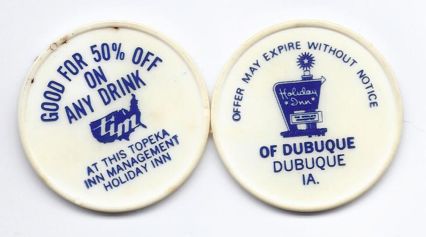 GOOD FOR 50% OFF
ON
ANY DRINK
tim
AT THIS TOPEKA
INN MANAGEMENT
HOLIDAY INN
OFFER MAY EXPIRE WITHOUT NOTICE
Holiday
Inn
OF DUBUQUE
DUBUQUE
IA.